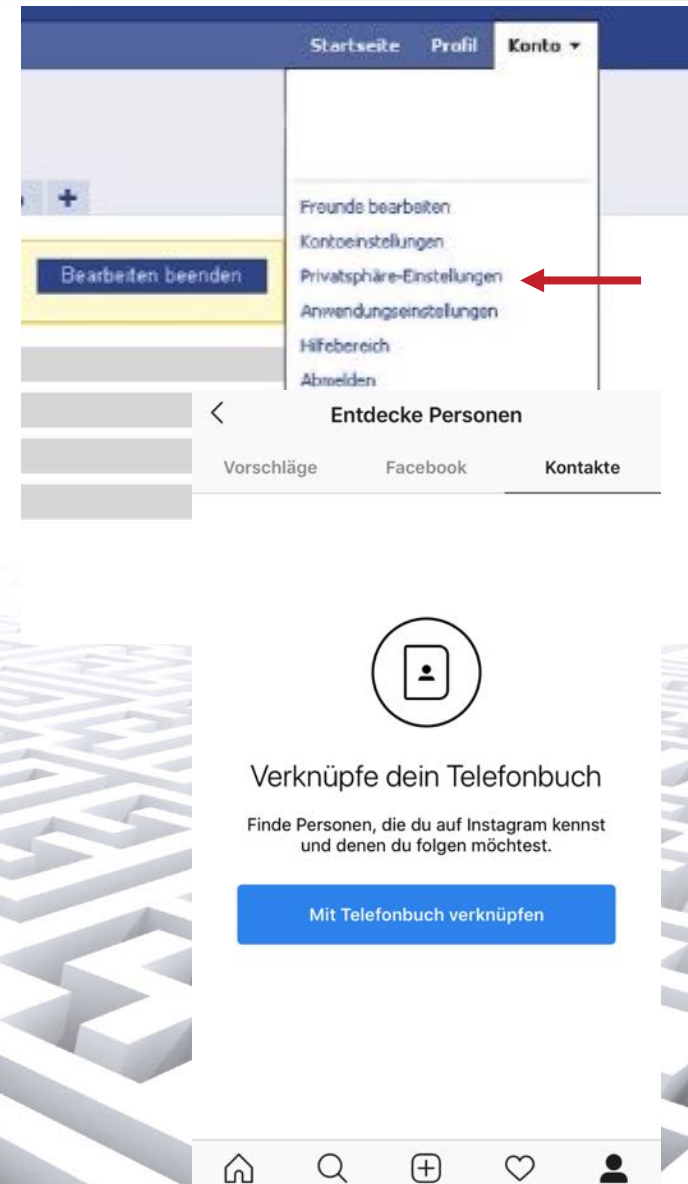 Startseite Profil Konto
+
Freunde bearbeiten
Kontoeinstellungen
Bearbeiten beenden
Privatsphäre-Einstellungen
Anwendungseinstellungen
Hilfebereich
Abmelden
Entdecke Personen
Vorschläge Facebook Kontakte
Verknüpfe dein Telefonbuch
Finde Personen, die du auf Instagram kennst
und denen du folgen möchtest.
Mit Telefonbuch verknüpfen